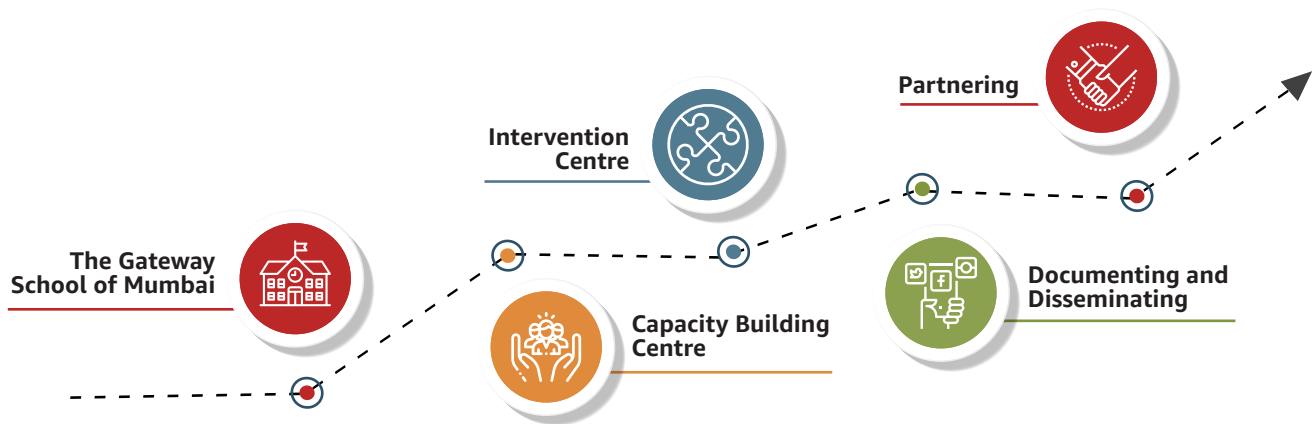 The Gateway
School of Mumbai
Capacity Building
Centre
Intervention
Centre
Documenting and
Disseminating
Partnering